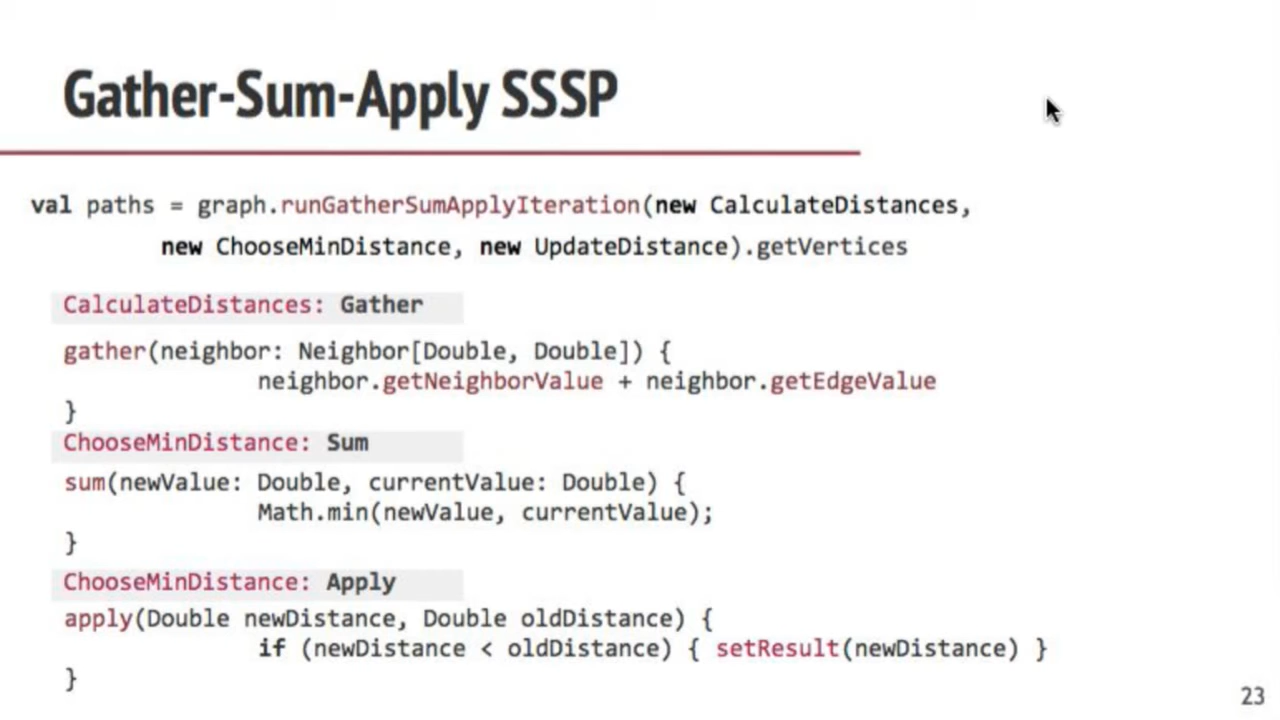 Gather-Sum-Apply SSSP
val paths = graph.runGatherSumApplyIteration(new CalculateDistances,
new ChooseMinDistance, new UpdateDistance).getVertices
CalculateDistances: Gather
gather(neighbor: Neighbor[Double, Double]) {
neighbor.getNeighborValue + neighbor.getEdgeValue
}
ChooseMinDistance: Sum
sum(newValue: Double, currentValue: Double) {
Math.min(newValue, currentValue);
}
ChooseMinDistance: Apply
apply(Double newDistance, Double oldDistance) {
if (newDistance < oldDistance) { setResult(newDistance) }
}
23